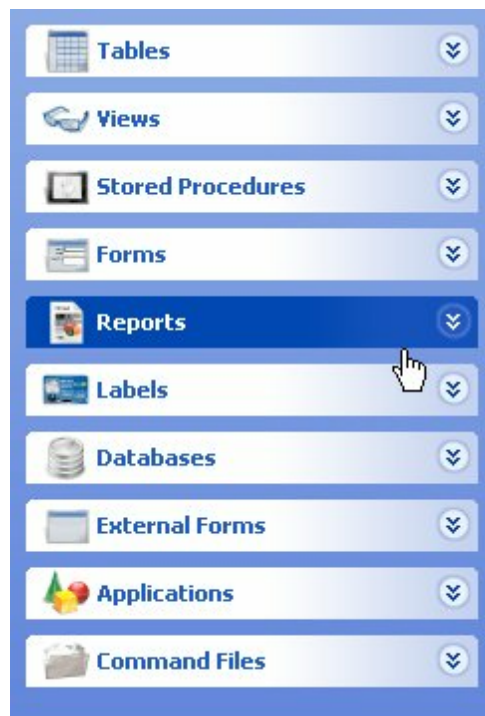 Tables
Views
Stored Procedures
Forms
Reports
Labels
Databases
External Forms
Applications
Command Files